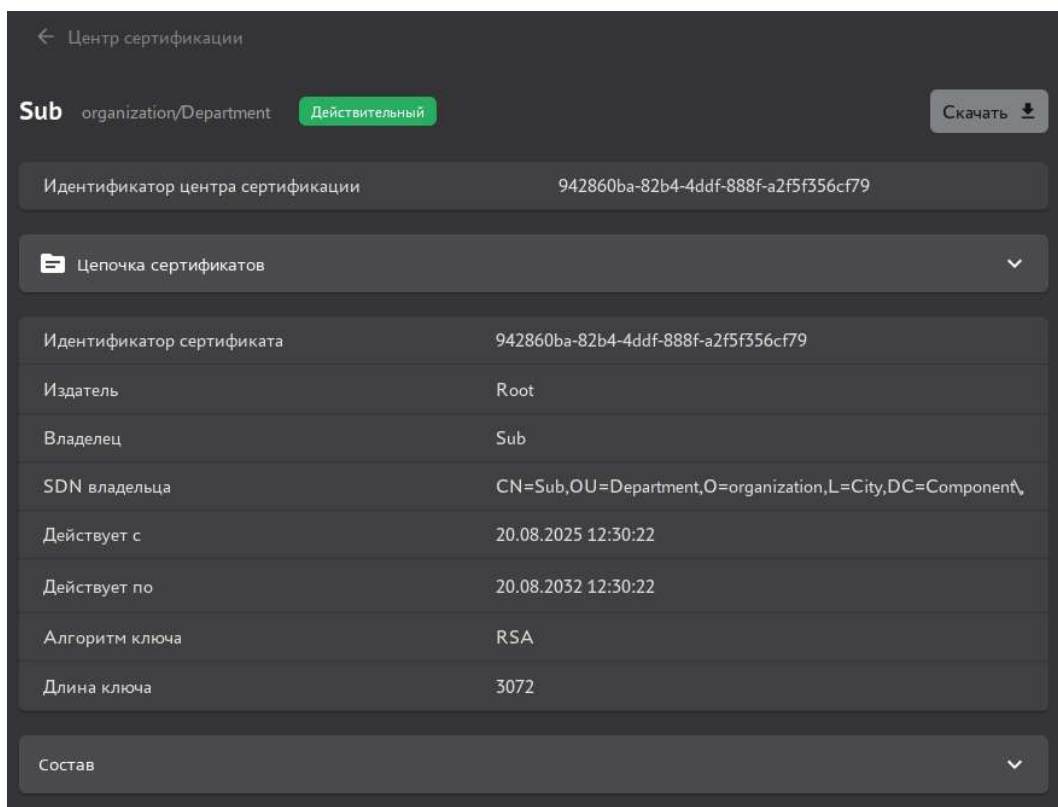 Центр сертификации
Sub organization/Department Действительный Скачать
Идентификатор центра сертификации 942860ba-82b4-4ddf-888f-a2f5f356cf79
Цепочка сертификатов
Идентификатор сертификата 942860ba-82b4-4ddf-888f-a2f5f356cf79
Издатель Root
Владелец Sub
SDN владельца CN=Sub,OU=Department,O=organization,L=City,DC=Component\,
Действует с 20.08.2025 12:30:22
Действует по 20.08.2032 12:30:22
Алгоритм ключа RSA
Длина ключа 3072
Состав